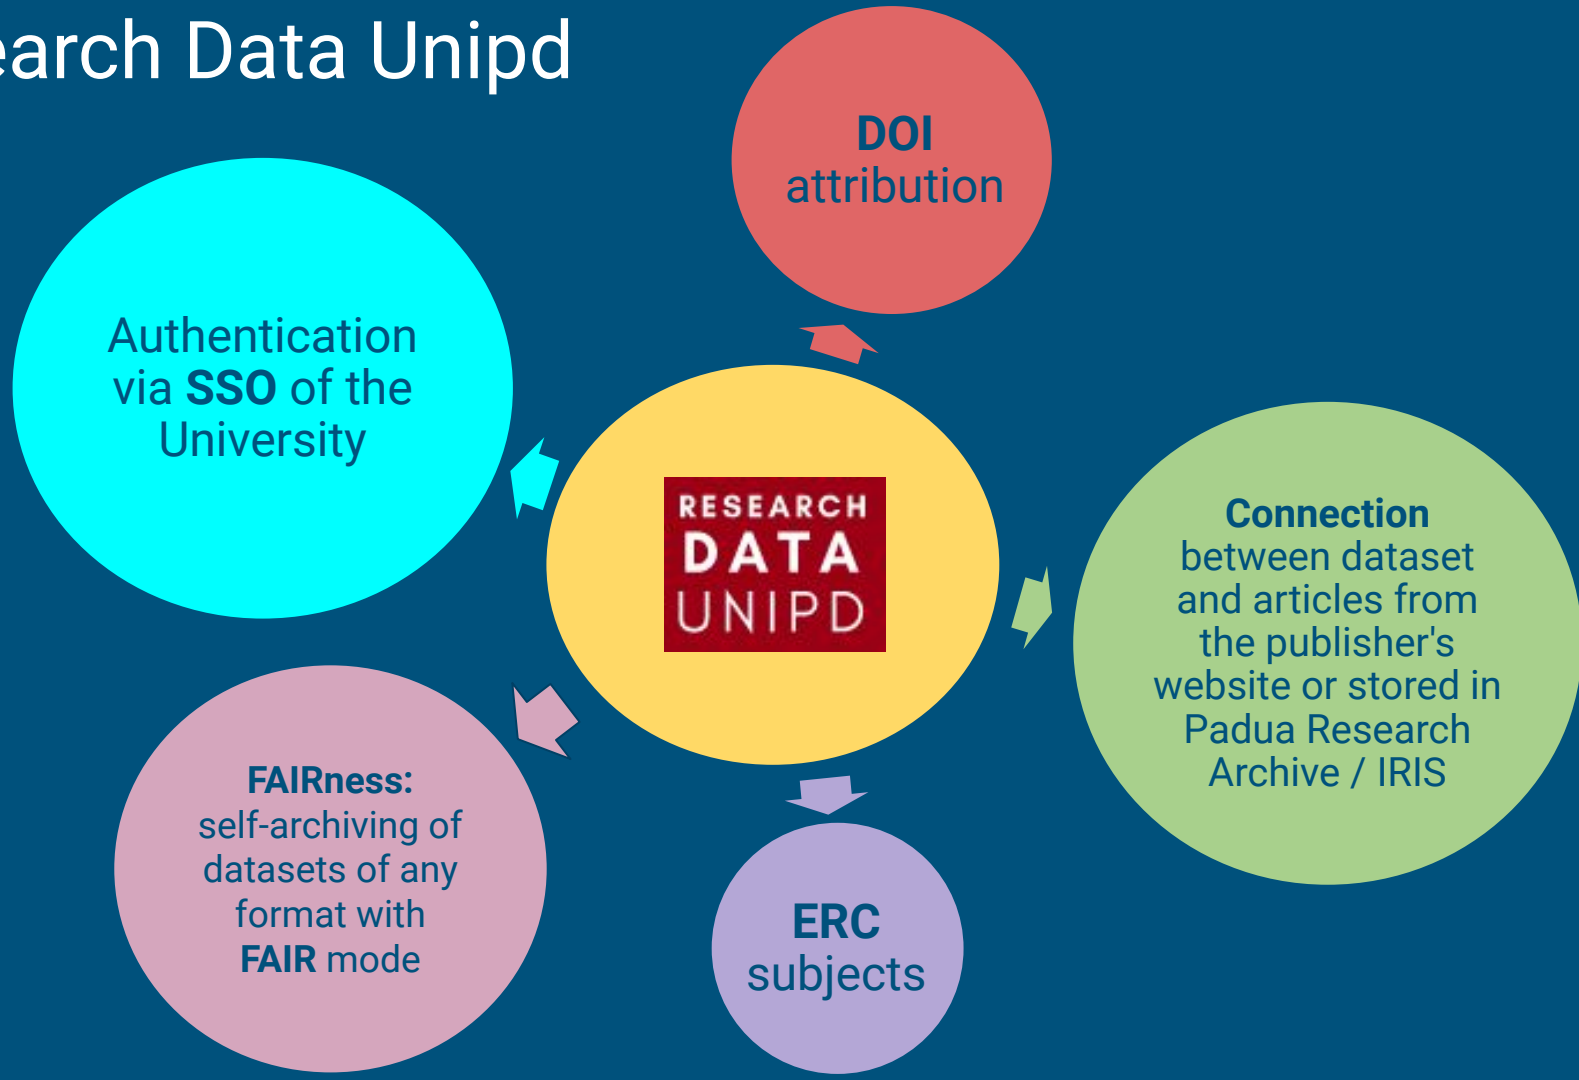 earch Data Unipd
DOI
attribution
Authentication
via SSO of the
University
RESEARCH
DATA
UNIPD
Connection
between dataset
and articles from
the publisher's
website or stored in
Padua Research
Archive / IRIS
FAIRness:
self-archiving of
datasets of any
format with
FAIR mode
ERC
subjects